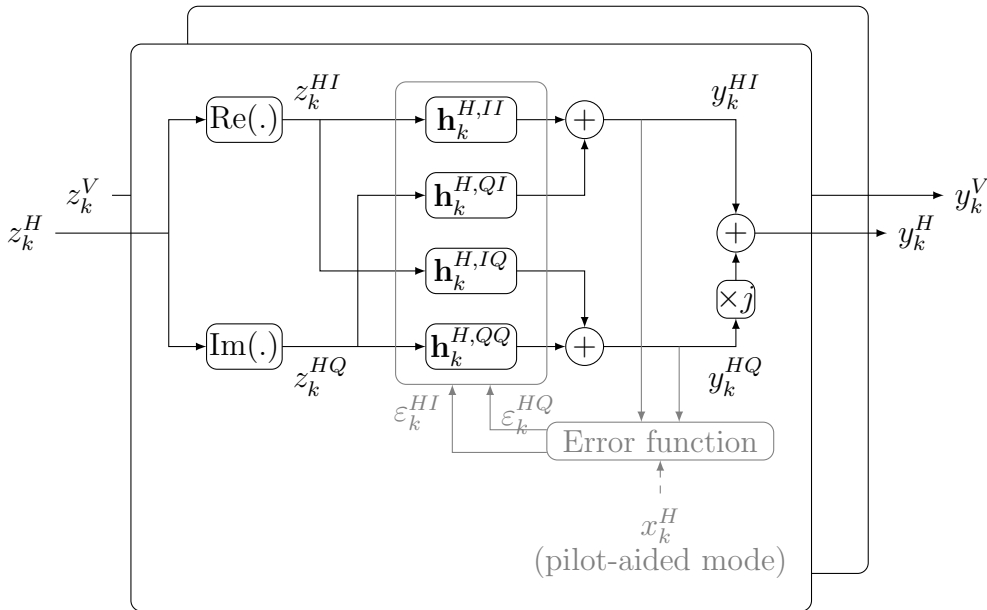 z_k^{HI}
y_k^{HI}
Re(.)
h_k^{H,II}
+
z_k^V
h_k^{H,QI}
y_k^V
z_k^H
+
y_k^H
h_k^{H,IQ}
×j
Im(.)
h_k^{H,QQ}
+
z_k^{HQ}
y_k^{HQ}
ε_k^{HI}
ε_k^{HQ}
Error function
x_k^H
(pilot-aided mode)